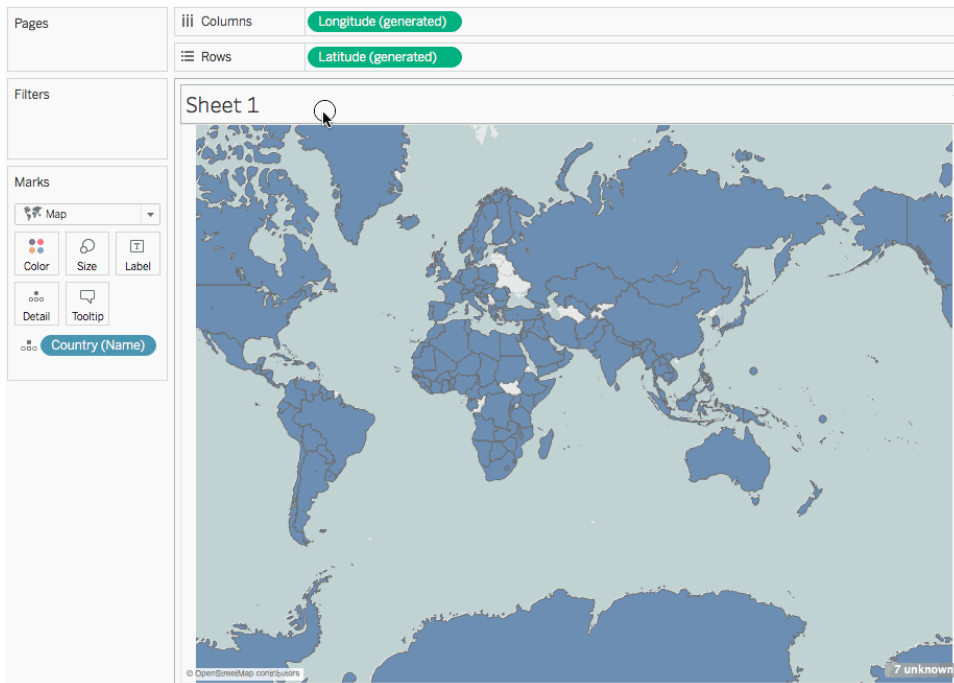 Pages
Columns
Longitude (generated)
Rows
Latitude (generated)
Filters
Sheet 1
Marks
Map
Color
Size
T
Label
Detail
Tooltip
Country (Name)
© OpenStreetMap contributors
7 unknown